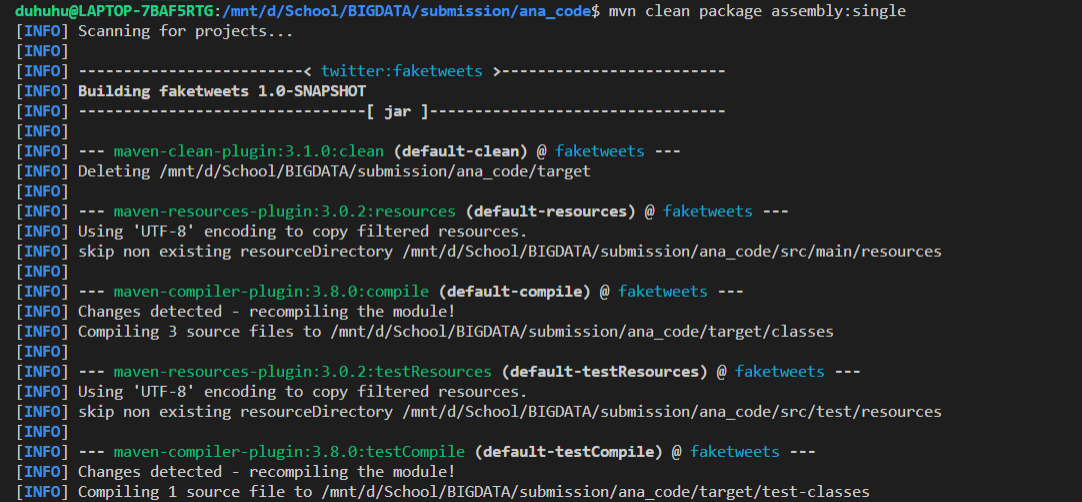 duhuhu@LAPTOP-7BAF5RTG:/mnt/d/School/BIGDATA/submission/ana_code$ mvn clean package assembly:single
[INFO] Scanning for projects...
[INFO]
[INFO] -------------------------< twitter:faketweets >-------------------------
[INFO] Building faketweets 1.0-SNAPSHOT
[INFO] --------------------------------[ jar ]---------------------------------
[INFO]
[INFO] --- maven-clean-plugin:3.1.0:clean (default-clean) @ faketweets ---
[INFO] Deleting /mnt/d/School/BIGDATA/submission/ana_code/target
[INFO]
[INFO] --- maven-resources-plugin:3.0.2:resources (default-resources) @ faketweets ---
[INFO] Using 'UTF-8' encoding to copy filtered resources.
[INFO] skip non existing resourceDirectory /mnt/d/School/BIGDATA/submission/ana_code/src/main/resources
[INFO]
[INFO] --- maven-compiler-plugin:3.8.0:compile (default-compile) @ faketweets ---
[INFO] Changes detected - recompiling the module!
[INFO] Compiling 3 source files to /mnt/d/School/BIGDATA/submission/ana_code/target/classes
[INFO]
[INFO] --- maven-resources-plugin:3.0.2:testResources (default-testResources) @ faketweets ---
[INFO] Using 'UTF-8' encoding to copy filtered resources.
[INFO] skip non existing resourceDirectory /mnt/d/School/BIGDATA/submission/ana_code/src/test/resources
[INFO]
[INFO] --- maven-compiler-plugin:3.8.0:testCompile (default-testCompile) @ faketweets ---
[INFO] Changes detected - recompiling the module!
[INFO] Compiling 1 source file to /mnt/d/School/BIGDATA/submission/ana_code/target/test-classes